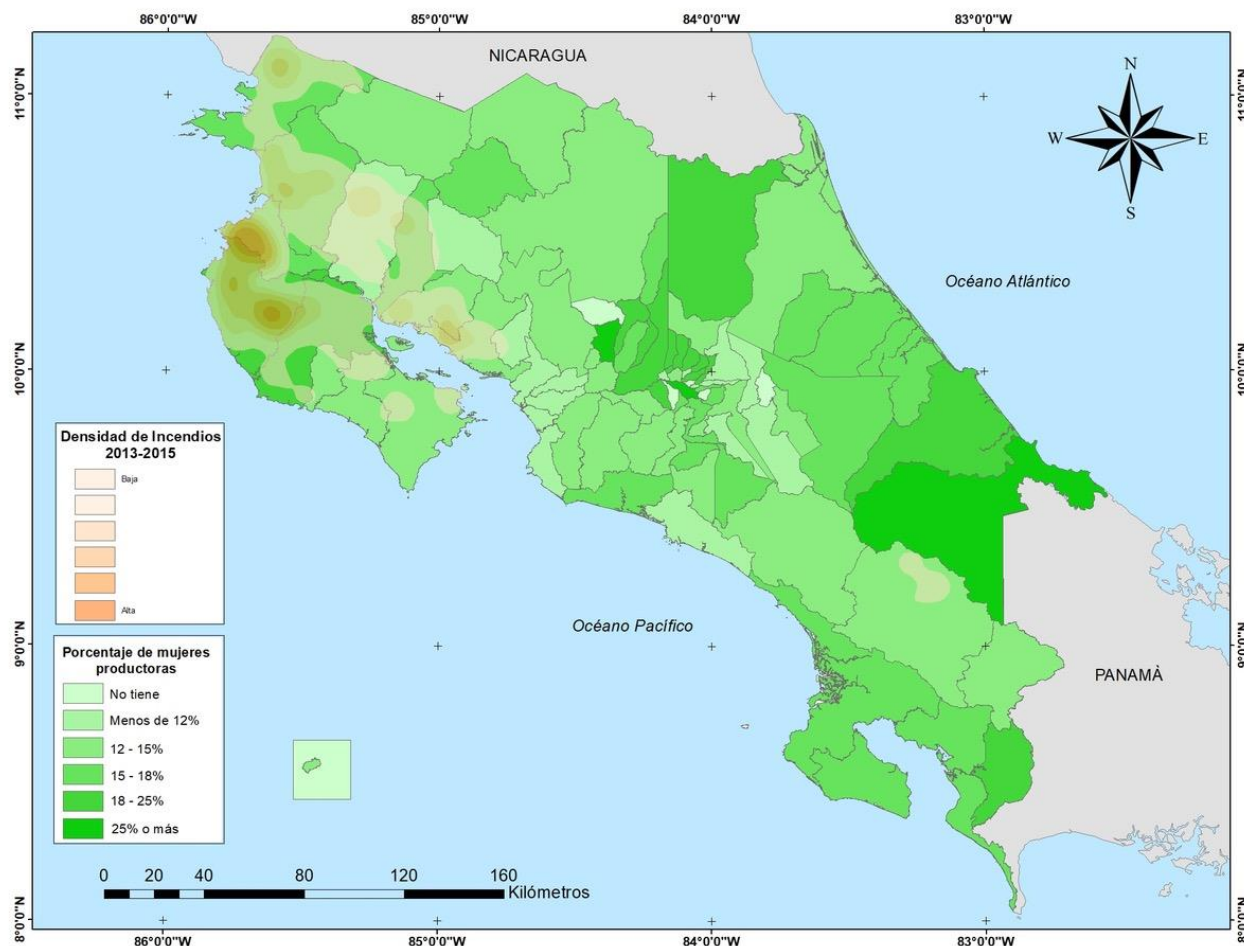 86°0'0"W 85°0'0"W 84°0'0"W 83°0'0"W
NICARAGUA
N
W E
S
11°0'0"N 11°0'0"N
Océano Atlántico
10°0'0"N 10°0'0"N
Densidad de Incendios
2013-2015
Baja
Alta
Océano Pacífico
9°0'0"N 9°0'0"N
PANAMÀ
Porcentaje de mujeres
productoras
No tiene
Menos de 12%
12 - 15%
15 - 18%
18 - 25%
25% o más
0 20 40 80 120 160
Kilómetros
8°0'0"N 8°0'0"N
86°0'0"W 85°0'0"W 84°0'0"W 83°0'0"W